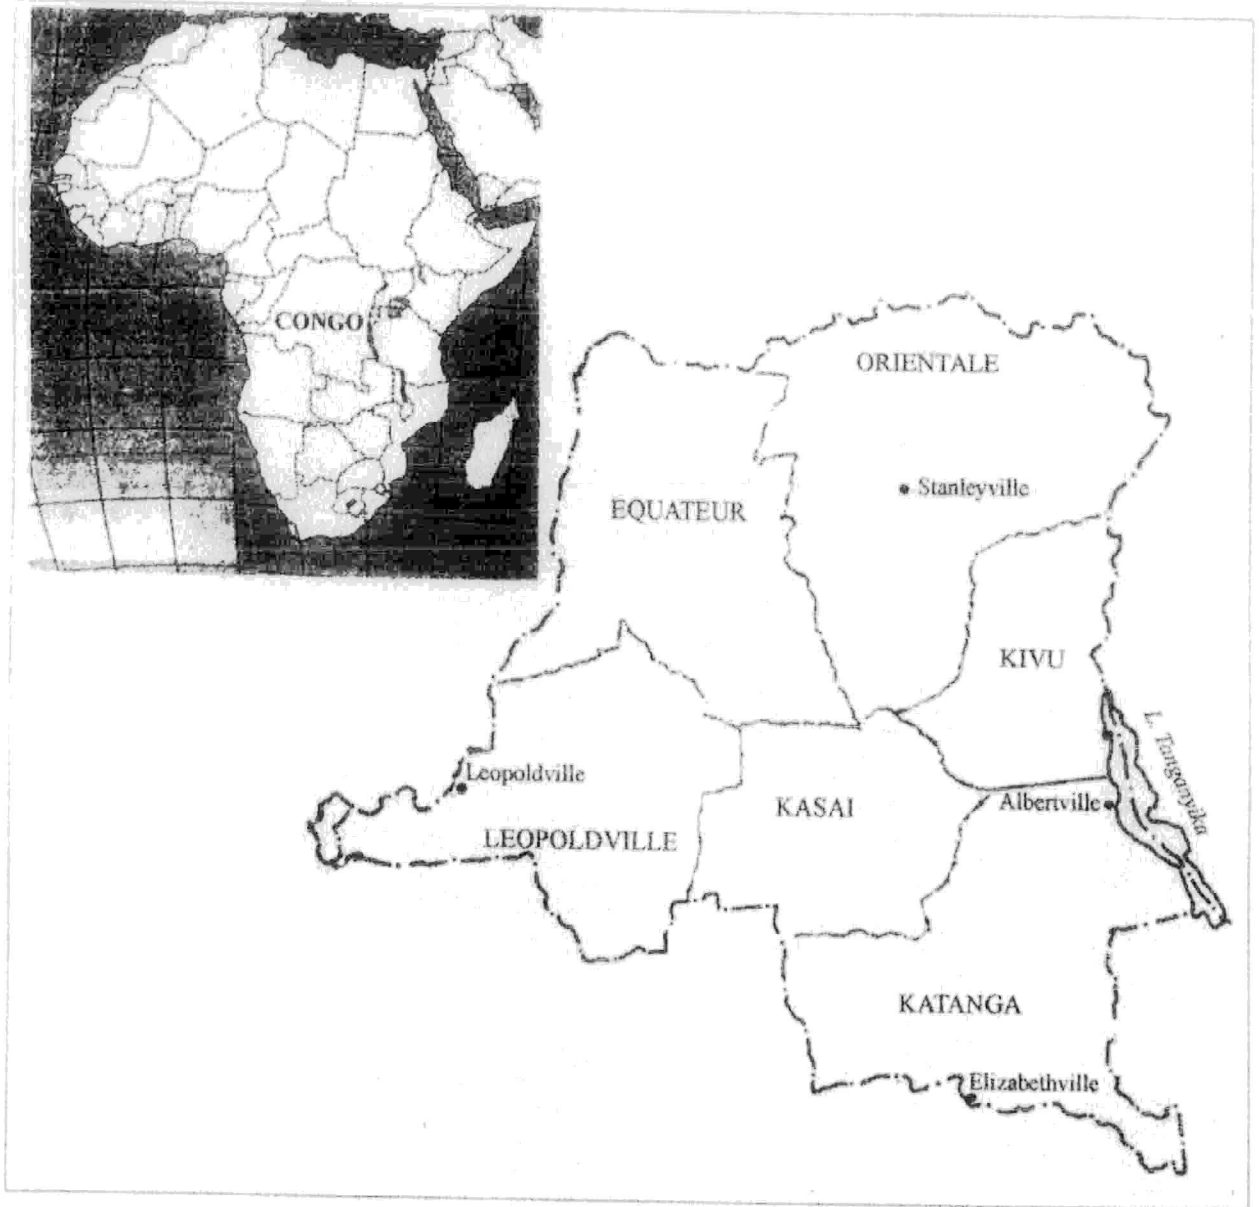 CONGO
ORIENTALE
Stanleyville
EQUATEUR
KIVU
L. Tanganyika
Leopoldville
Albertville
KASAI
LEOPOLDVILLE
KATANGA
Elizabethville